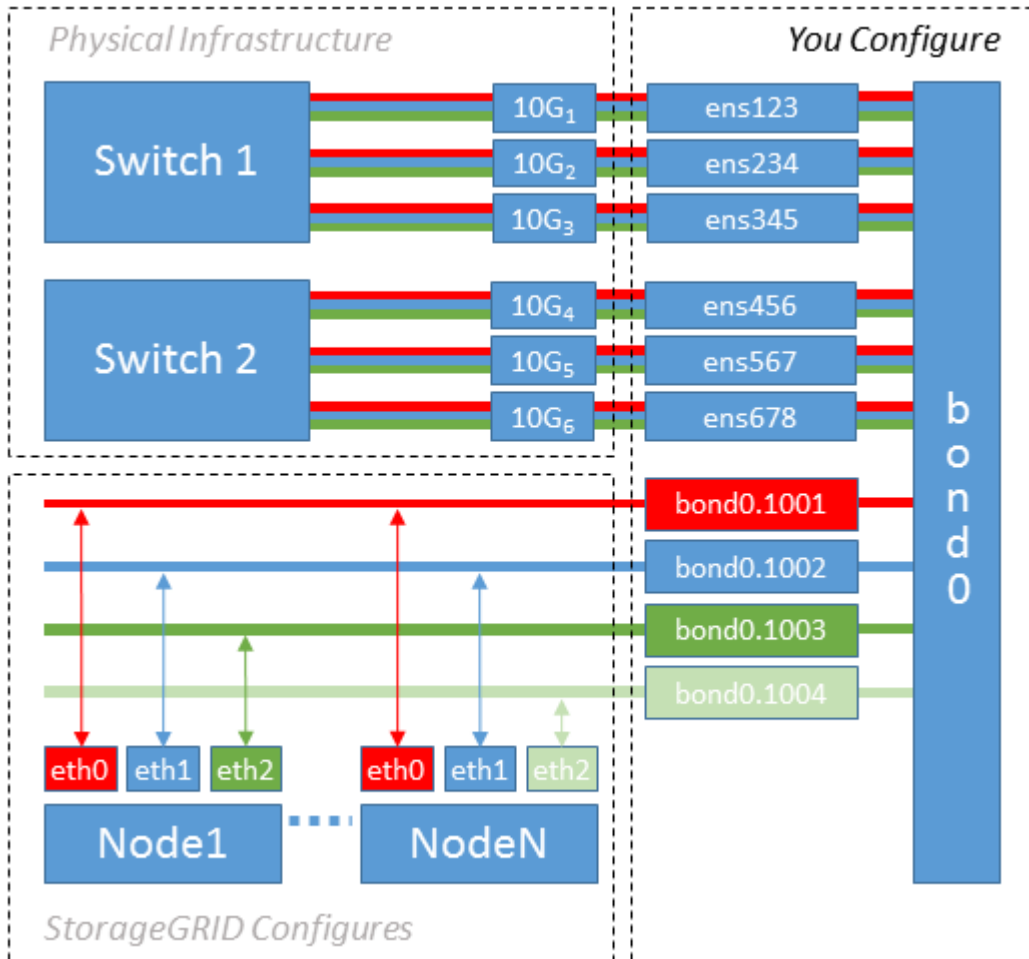 Physical Infrastructure
You Configure
Switch 1
10G₁
ens123
10G₂
ens234
10G₃
ens345
Switch 2
10G₄
ens456
10G₅
ens567
10G₆
ens678
bond0
bond0.1001
bond0.1002
bond0.1003
bond0.1004
eth0
eth1
eth2
eth0
eth1
eth2
Node1
NodeN
StorageGRID Configures